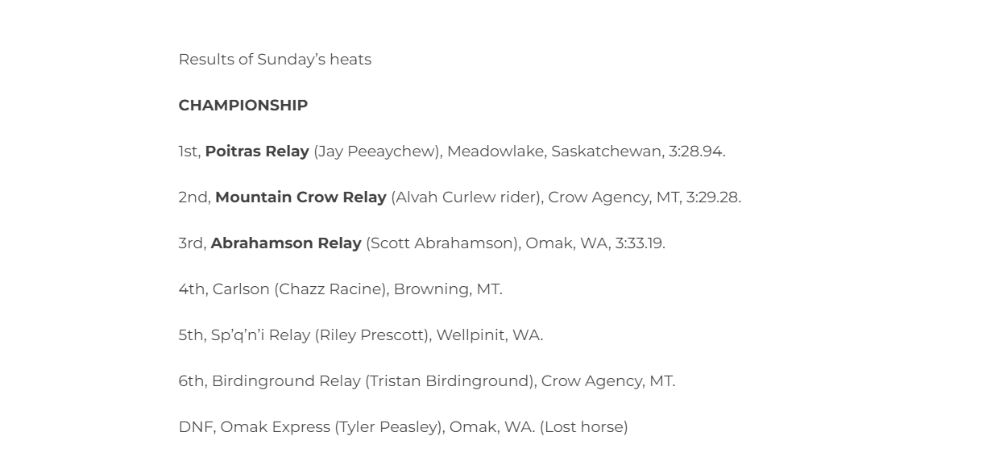 Results of Sunday’s heats
CHAMPIONSHIP
1st, Poitras Relay (Jay Peeaychew), Meadowlake, Saskatchewan, 3:28.94.
2nd, Mountain Crow Relay (Alvah Curlew rider), Crow Agency, MT, 3:29.28.
3rd, Abrahamson Relay (Scott Abrahamson), Omak, WA, 3:33.19.
4th, Carlson (Chazz Racine), Browning, MT.
5th, Sp’q’n’i Relay (Riley Prescott), Wellpinit, WA.
6th, Birdinground Relay (Tristan Birdinground), Crow Agency, MT.
DNF, Omak Express (Tyler Peasley), Omak, WA. (Lost horse)